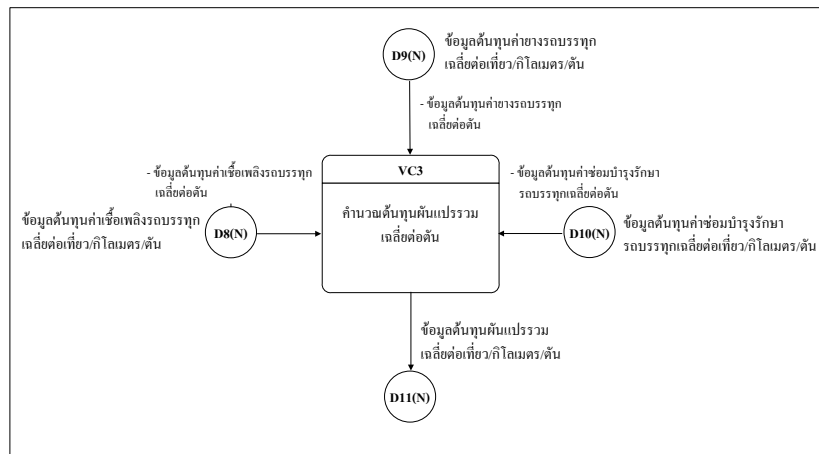 D9(N)
ข้อมูลต้นทุนค่ายางรถบรรทุก
เฉลี่ยต่อเที่ยว/กิโลเมตร/ตัน
- ข้อมูลต้นทุนค่ายางรถบรรทุก
เฉลี่ยต่อตัน
- ข้อมูลต้นทุนค่าเชื้อเพลิงรถบรรทุก
เฉลี่ยต่อตัน
VC3
- ข้อมูลต้นทุนค่าซ่อมบำรุงรักษา
รถบรรทุกเฉลี่ยต่อตัน
ข้อมูลต้นทุนค่าเชื้อเพลิงรถบรรทุก
เฉลี่ยต่อเที่ยว/กิโลเมตร/ตัน
D8(N)
คำนวณต้นทุนผันแปรรวม
เฉลี่ยต่อตัน
D10(N)
ข้อมูลต้นทุนค่าซ่อมบำรุงรักษา
รถบรรทุกเฉลี่ยต่อเที่ยว/กิโลเมตร/ตัน
ข้อมูลต้นทุนผันแปรรวม
เฉลี่ยต่อเที่ยว/กิโลเมตร/ตัน
D11(N)